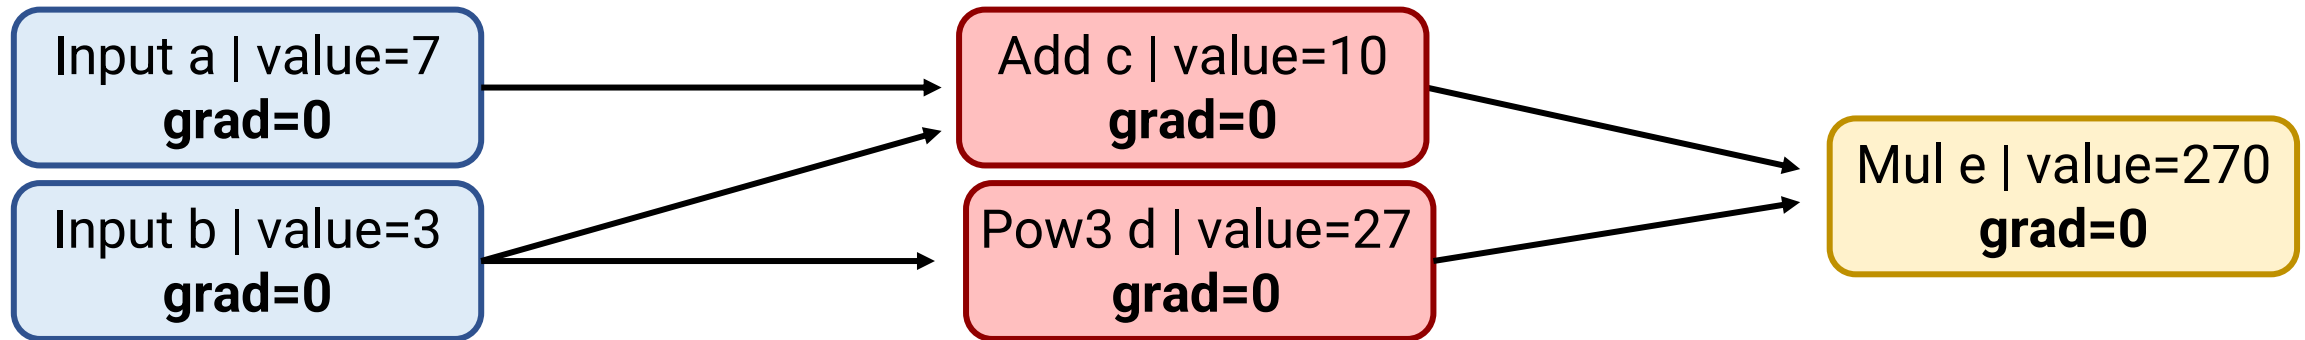 Input a | value=7
grad=0
Input b | value=3
grad=0
Add c | value=10
grad=0
Pow3 d | value=27
grad=0
Mul e | value=270
grad=0